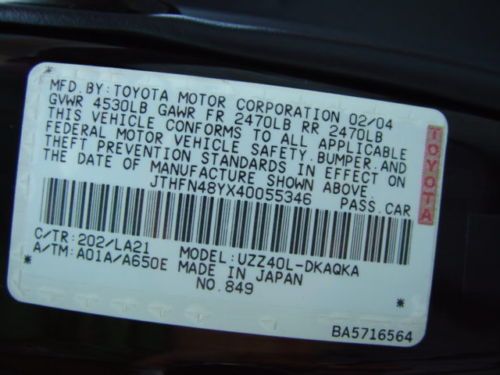 MFD. BY: TOYOTA MOTOR CORPORATION 02/04
GVWR 4530LB GAWR FR 2470LB RR 2470LB
THIS VEHICLE CONFORMS TO ALL APPLICABLE
FEDERAL MOTOR VEHICLE SAFETY, BUMPER, AND
THEFT PREVENTION STANDARDS IN EFFECT ON
THE DATE OF MANUFACTURE SHOWN ABOVE.
JTHFN48YX40055346 PASS. CAR
C/TR: 202/LA21 MODEL: UZZ40L-DKAQKA
A/TM: A01A/A650E MADE IN JAPAN
NO. 849
BA5716564
TOYOTA